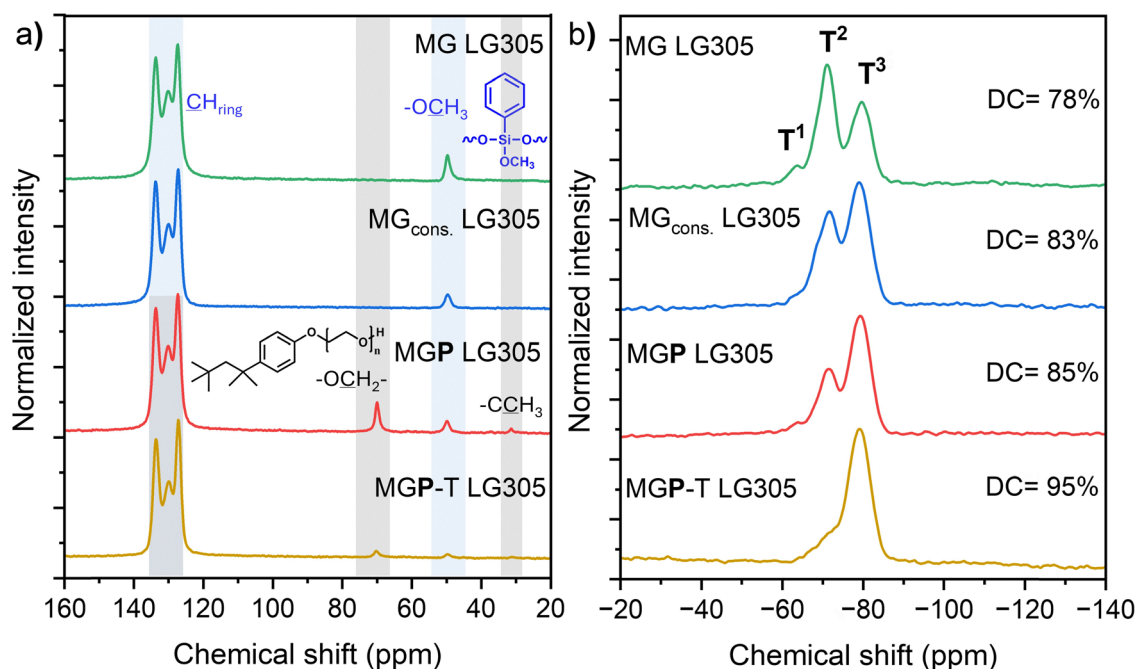 a)
MG LG305
CHring
-OCH3
Si
O
O
OCH3
MGcons. LG305
O
O
H
n
MGP LG305
-OCH2-
-CCH3
MGP-T LG305
160 140 120 100 80 60 40 20
Chemical shift (ppm)
Normalized intensity
b)
MG LG305
T1
T2
T3
DC= 78%
MGcons. LG305
DC= 83%
MGP LG305
DC= 85%
MGP-T LG305
DC= 95%
−20 −40 −60 −80 −100 −120 −140
Chemical shift (ppm)
Normalized intensity